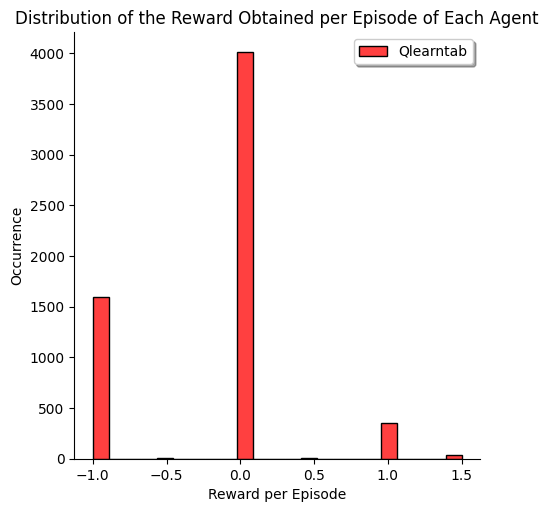 Distribution of the Reward Obtained per Episode of Each Agent
Qlearntab
4000
3500
3000
2500
2000
1500
1000
500
0
Occurrence
−1.0 −0.5 0.0 0.5 1.0 1.5
Reward per Episode